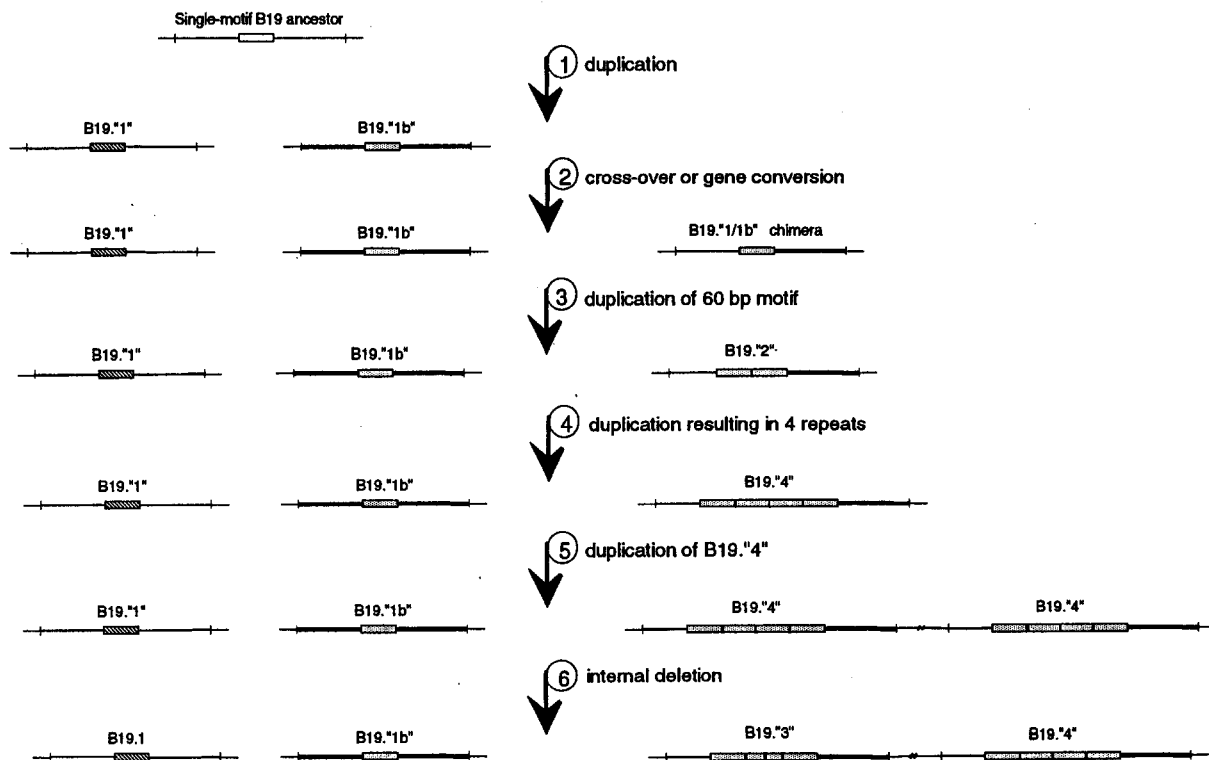 Single-motif B19 ancestor
1 duplication
B19."1" B19."1b"
2 cross-over or gene conversion
B19."1" B19."1b" B19."1/1b" chimera
3 duplication of 60 bp motif
B19."1" B19."1b" B19."2"
4 duplication resulting in 4 repeats
B19."1" B19."1b" B19."4"
5 duplication of B19."4"
B19."1" B19."1b" B19."4" B19."4"
6 internal deletion
B19.1 B19."1b" B19."3" B19."4"